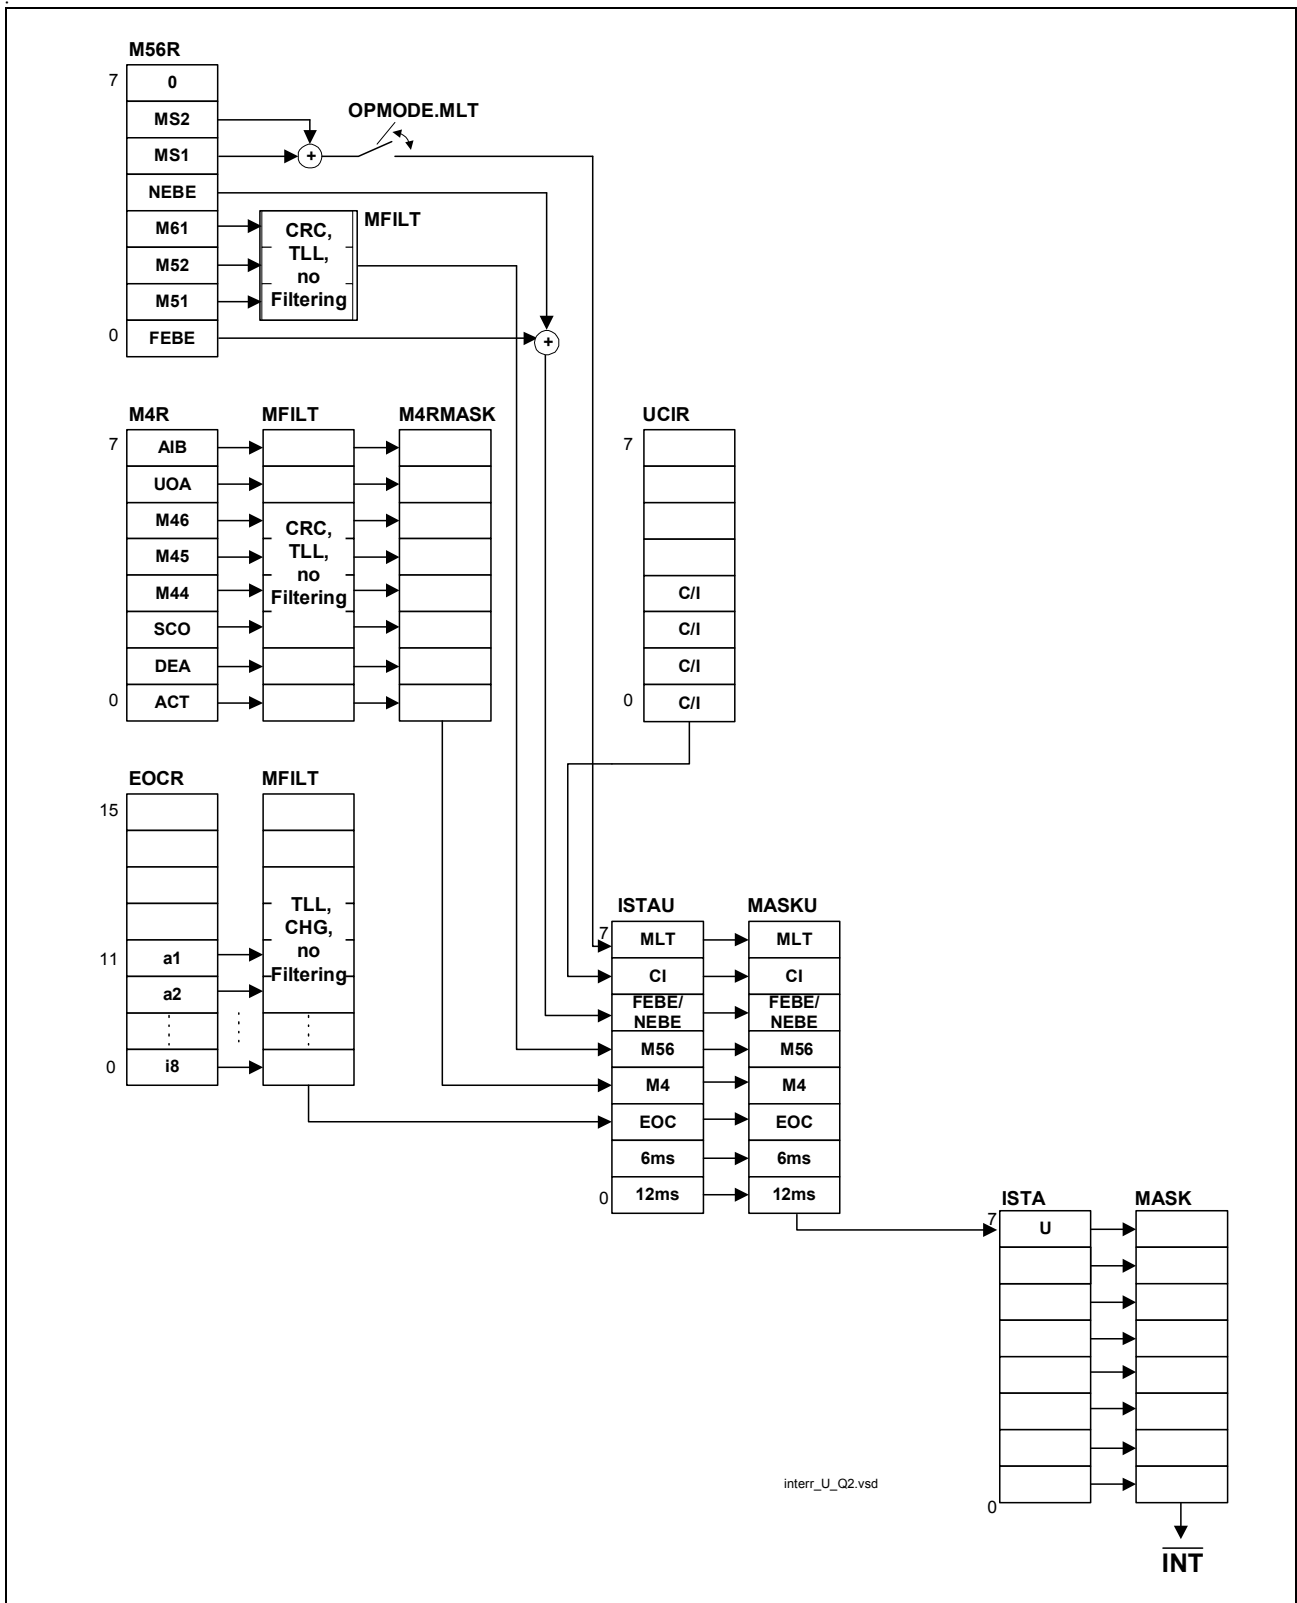 M56R
7
0
MS2
OPMODE.MLT
MS1
+
NEBE
M61
MFILT
CRC,
TLL,
no
Filtering
M52
M51
0
FEBE
+
M4R
MFILT
M4RMASK
UCIR
7
AIB
7
UOA
M46
CRC,
M45
TLL,
no
M44
Filtering
C/I
SCO
C/I
DEA
C/I
0
ACT
0
C/I
EOCR
MFILT
15
TLL,
CHG,
no
Filtering
11
a1
a2
0
i8
ISTAU
MASKU
7
MLT
MLT
CI
CI
FEBE/
NEBE
FEBE/
NEBE
M56
M56
M4
M4
EOC
EOC
6ms
6ms
0
12ms
12ms
ISTA
MASK
7
U
interr_U_Q2.vsd
0
INT